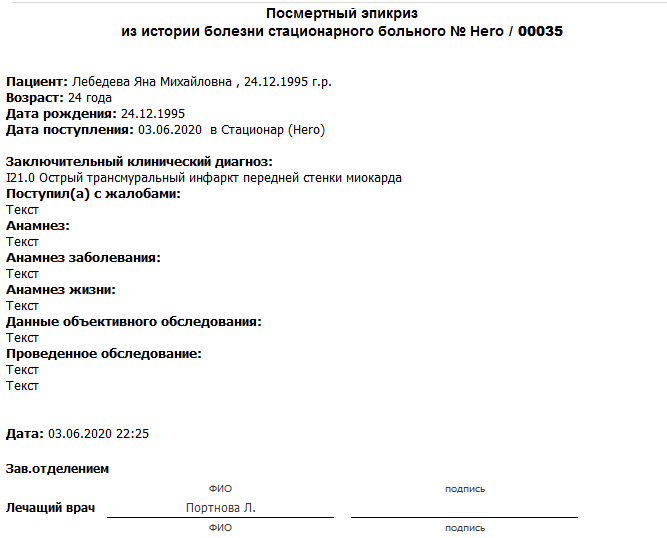 Посмертный эпикриз
из истории болезни стационарного больного № Hero / 00035
Пациент: Лебедева Яна Михайловна , 24.12.1995 г.р.
Возраст: 24 года
Дата рождения: 24.12.1995
Дата поступления: 03.06.2020 в Стационар (Hero)
Заключительный клинический диагноз:
I21.0 Острый трансмуральный инфаркт передней стенки миокарда
Поступил(а) с жалобами:
Текст
Анамнез:
Текст
Анамнез заболевания:
Текст
Анамнез жизни:
Текст
Данные объективного обследования:
Текст
Проведенное обследование:
Текст
Текст
Дата: 03.06.2020 22:25
Зав.отделением
ФИО подпись
Лечащий врач Портнова Л.
ФИО подпись